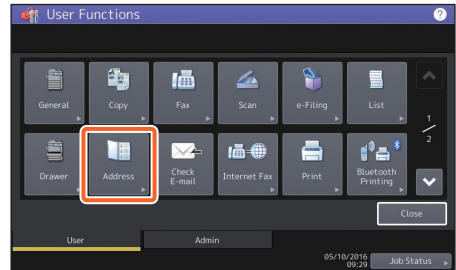 User Functions
?
General
Copy
Fax
Scan
e-Filing
List
1
2
Drawer
Address
Check
E-mail
Internet Fax
Print
Bluetooth
Printing
Close
User
Admin
05/10/2016
09:29
Job Status